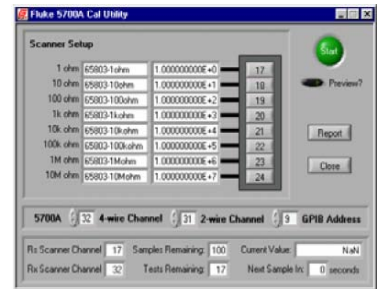 Fluke 5700A Cal Utility
Scanner Setup
Start
1 ohm 65803-1ohm 1.000000000E+0 17
10 ohm 65803-10ohm 1.000000000E+1 18
Preview?
100 ohm 65803-100ohm 1.000000000E+2 19
1k ohm 65803-1kohm 1.000000000E+3 20
10k ohm 65803-10kohm 1.000000000E+4 21
Report
100k ohm 65803-100kohm 1.000000000E+5 22
1M ohm 65803-1Mohm 1.000000000E+6 23
Close
10M ohm 65803-10Mohm 1.000000000E+7 24
5700A 32 4-wire Channel 31 2-wire Channel 9 GPIB Address
Rs Scanner Channel 17 Samples Remaining: 100 Current Value: NaN
Rx Scanner Channel 32 Tests Remaining: 17 Next Sample In: 0 seconds